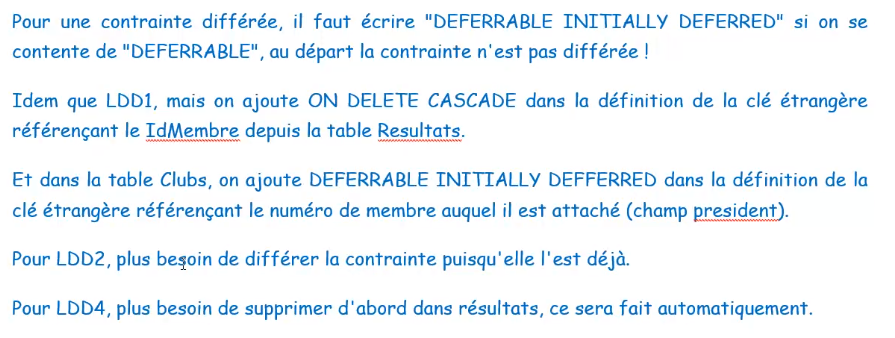 Pour une contrainte différée, il faut écrire "DEFERRABLE INITIALLY DEFERRED" si on se
contente de "DEFERRABLE", au départ la contrainte n'est pas différée !
Idem que LDD1, mais on ajoute ON DELETE CASCADE dans la définition de la clé étrangère
référençant le IdMembre depuis la table Resultats.
Et dans la table Clubs, on ajoute DEFERRABLE INITIALLY DEFFERRED dans la définition de la
clé étrangère référençant le numéro de membre auquel il est attaché (champ president).
Pour LDD2, plus besoin de différer la contrainte puisqu'elle l'est déjà.
Pour LDD4, plus besoin de supprimer d'abord dans résultats, ce sera fait automatiquement.